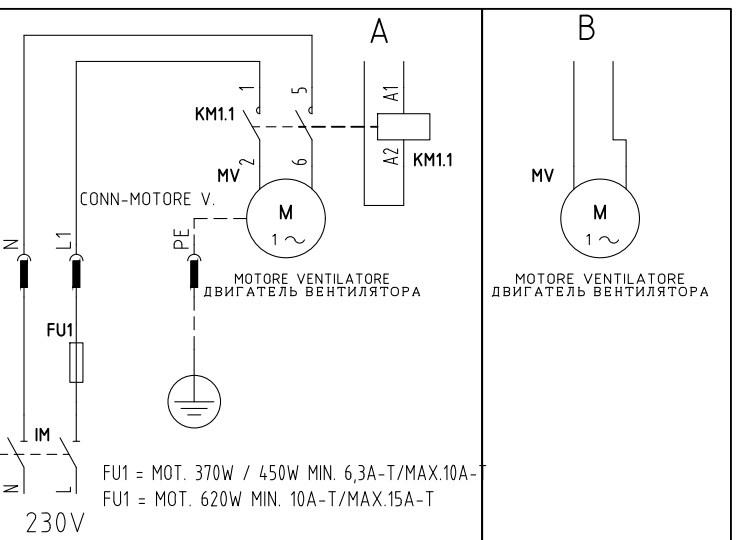 A
B
1
5
KM1.1
A1
A2
KM1.1
2
6
MV
MV
CONN-MOTORE V.
M
1~
M
1~
N
L1
PE
MOTORE VENTILATORE
ДВИГАТЕЛЬ ВЕНТИЛЯТОРА
MOTORE VENTILATORE
ДВИГАТЕЛЬ ВЕНТИЛЯТОРА
FU1
IM
N
L
FU1 = MOT. 370W / 450W MIN. 6,3A-T/MAX.10A-T
FU1 = MOT. 620W MIN. 10A-T/MAX.15A-T
230V